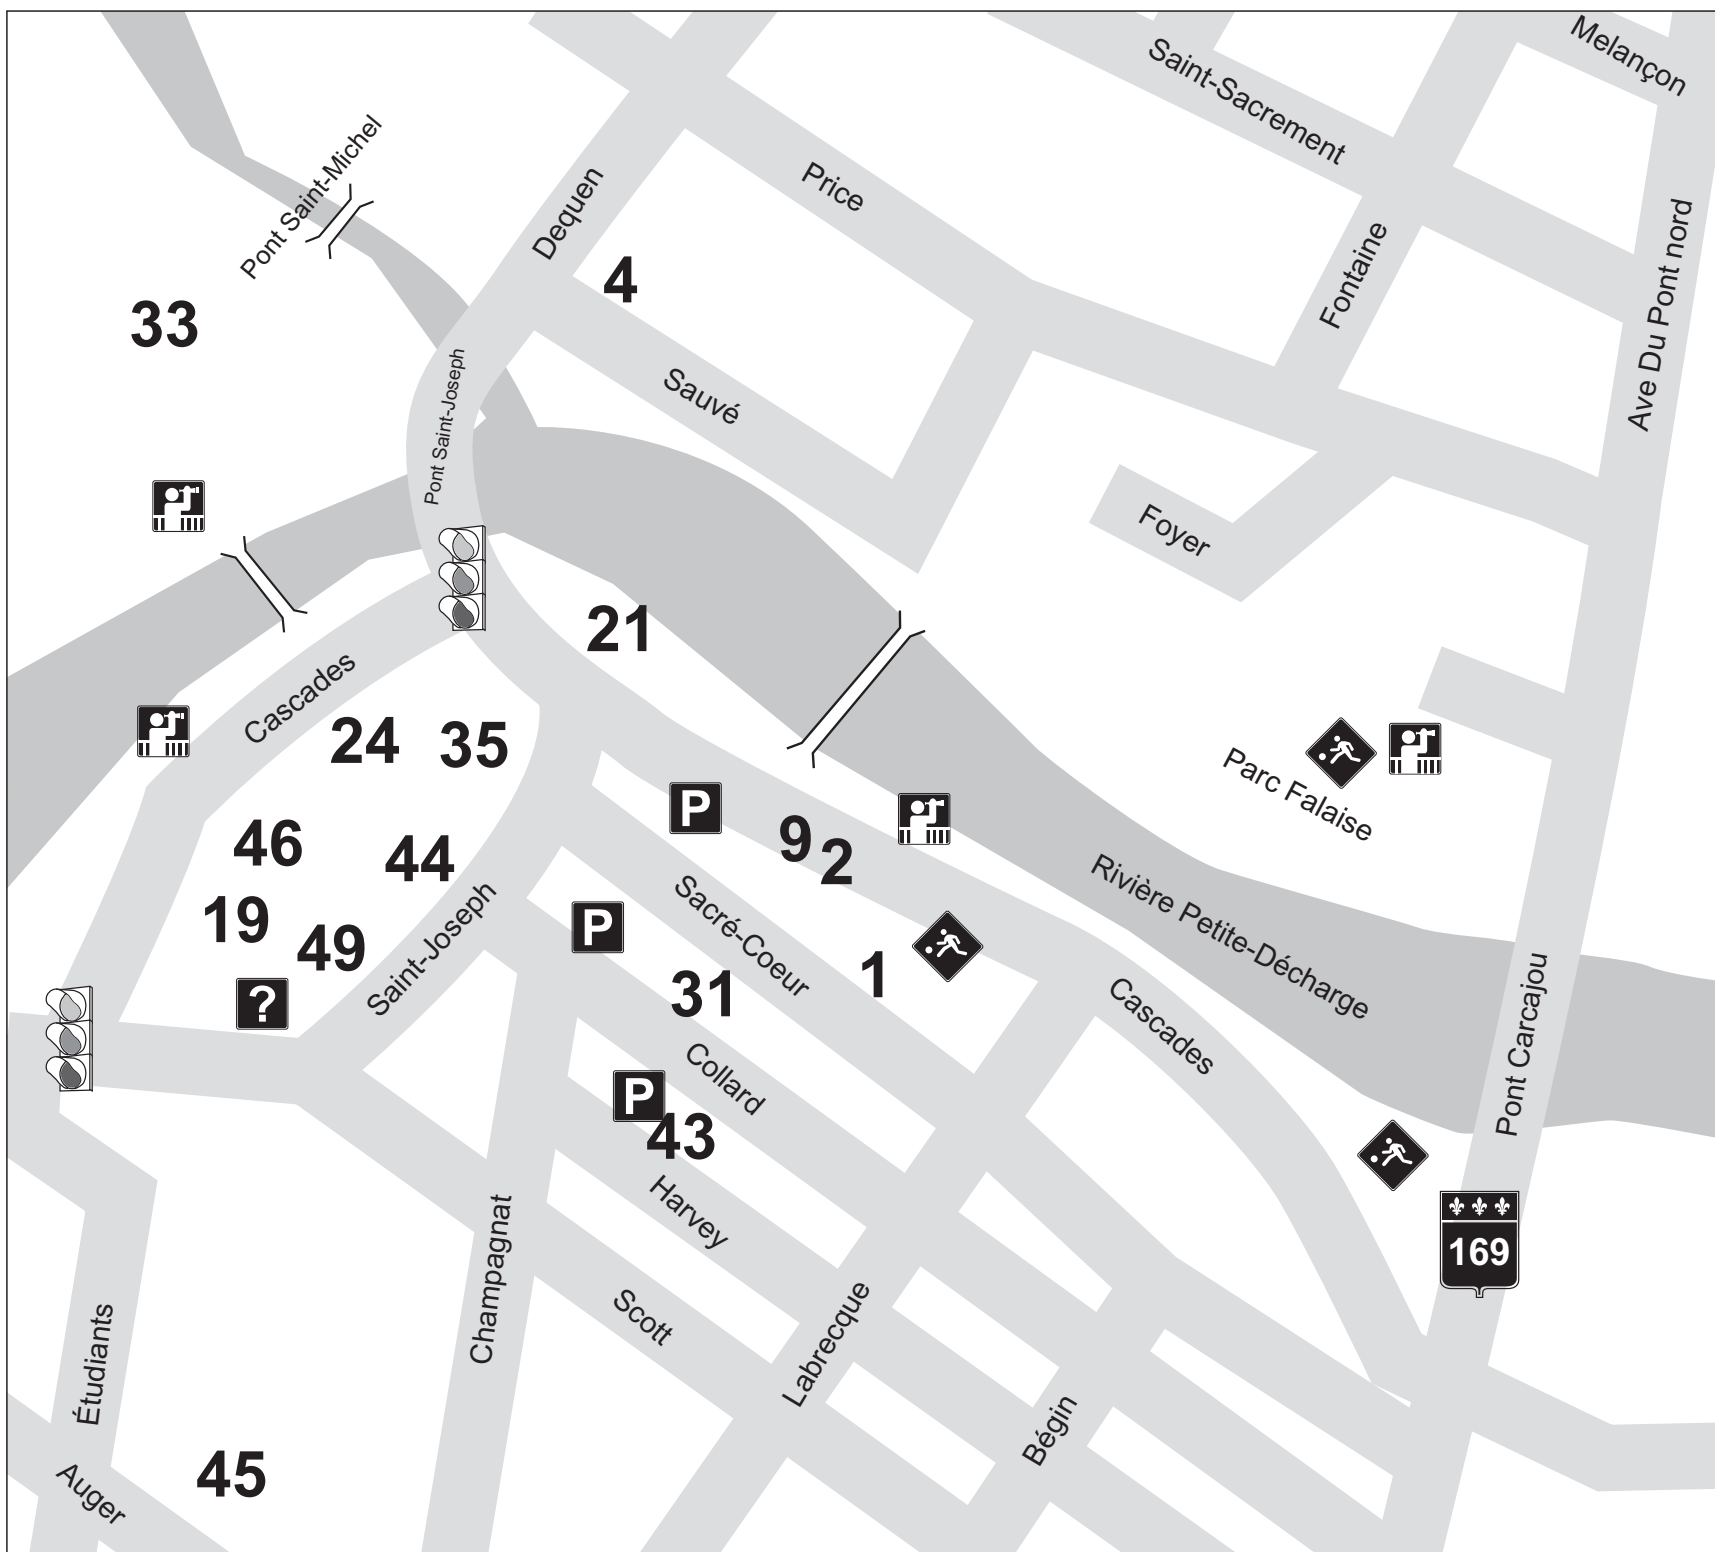 Melançon
Saint-Sacrement
Pont Saint-Michel
Price
Dequen
Fontaine
Ave Du Pont nord
4
33
Pont Saint-Joseph
Sauvé
Foyer
21
Cascades
24
35
Parc Falaise
P
9
2
46
44
Rivière Petite-Décharge
Sacré-Coeur
19
49
Saint-Joseph
P
1
31
?
Cascades
Pont Carcajou
Collard
P
43
Harvey
Champagnat
169
Scott
Labrecque
Étudiants
Bégin
45
Auger